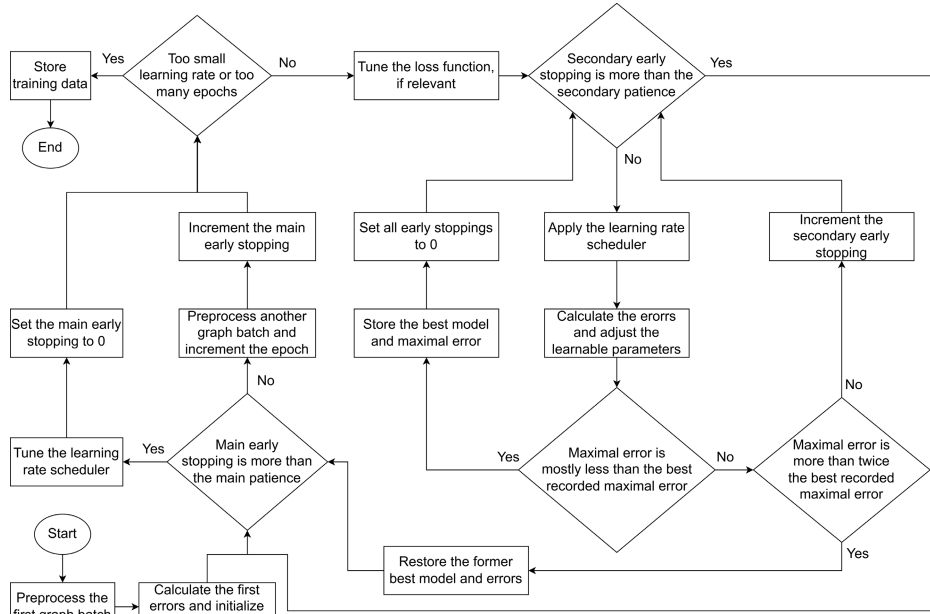 Store
training data
Yes
Too small
learning rate or too
many epochs
No
Tune the loss function,
if relevant
Secondary early
stopping is more than the
secondary patience
Yes
End
No
Increment the main
early stopping
Set all early stoppings
to 0
Apply the learning rate
scheduler
Increment the
secondary early
stopping
Set the main early
stopping to 0
Preprocess another
graph batch and
increment the epoch
Store the best model
and maximal error
Calculate the erorrs
and adjust the
learnable parameters
No
No
Tune the learning
rate scheduler
Yes
Main early
stopping is more than
the main patience
Yes
Maximal error is
mostly less than the best
recorded maximal error
No
Maximal error is
more than twice
the best recorded
maximal error
Start
Restore the former
best model and errors
Yes
Preprocess the
first graph batch
Calculate the first
errors and initialize